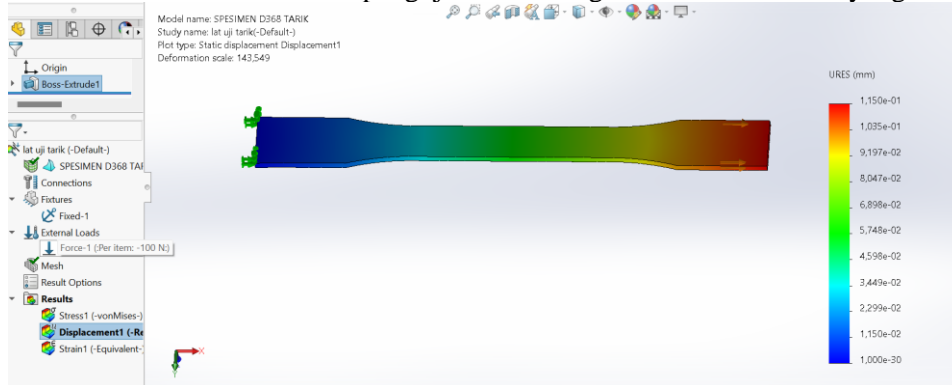 Model name: SPESIMEN D368 TARIK
Study name: lat uji tarik(-Default-)
Plot type: Static displacement Displacement1
Deformation scale: 143,549
Origin
Boss-Extrude1
lat uji tarik (-Default-)
SPESIMEN D368 TAR
Connections
Fixtures
Fixed-1
External Loads
Force-1 (:Per item: -100 N:)
Mesh
Result Options
Results
Stress1 (-vonMises-)
Displacement1 (-Re
Strain1 (-Equivalent-
URES (mm)
1,150e-01
1,035e-01
9,197e-02
8,047e-02
6,898e-02
5,748e-02
4,598e-02
3,449e-02
2,299e-02
1,150e-02
1,000e-30
X